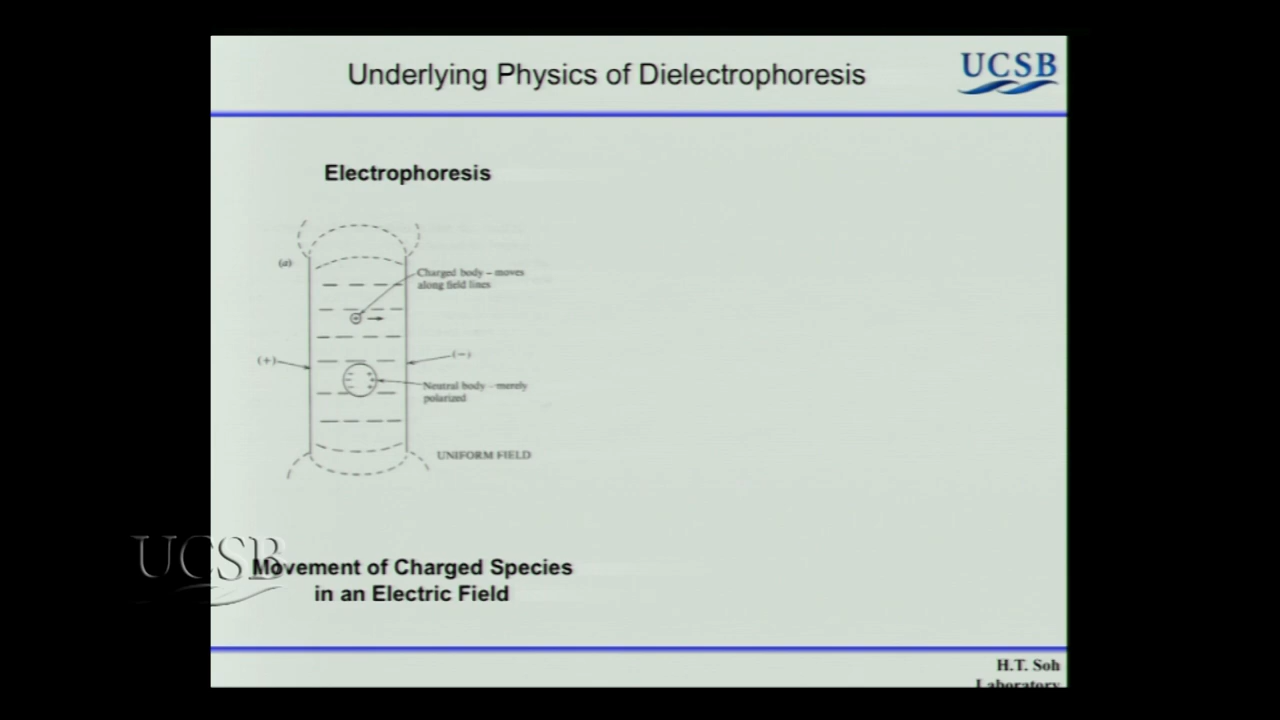 Underlying Physics of Dielectrophoresis
UCSB
Electrophoresis
(a)
Charged body – moves
along field lines
(+)
(−)
Neutral body – merely
polarized
UNIFORM FIELD
UCSB
Movement of Charged Species
in an Electric Field
H.T. Soh
Laboratory